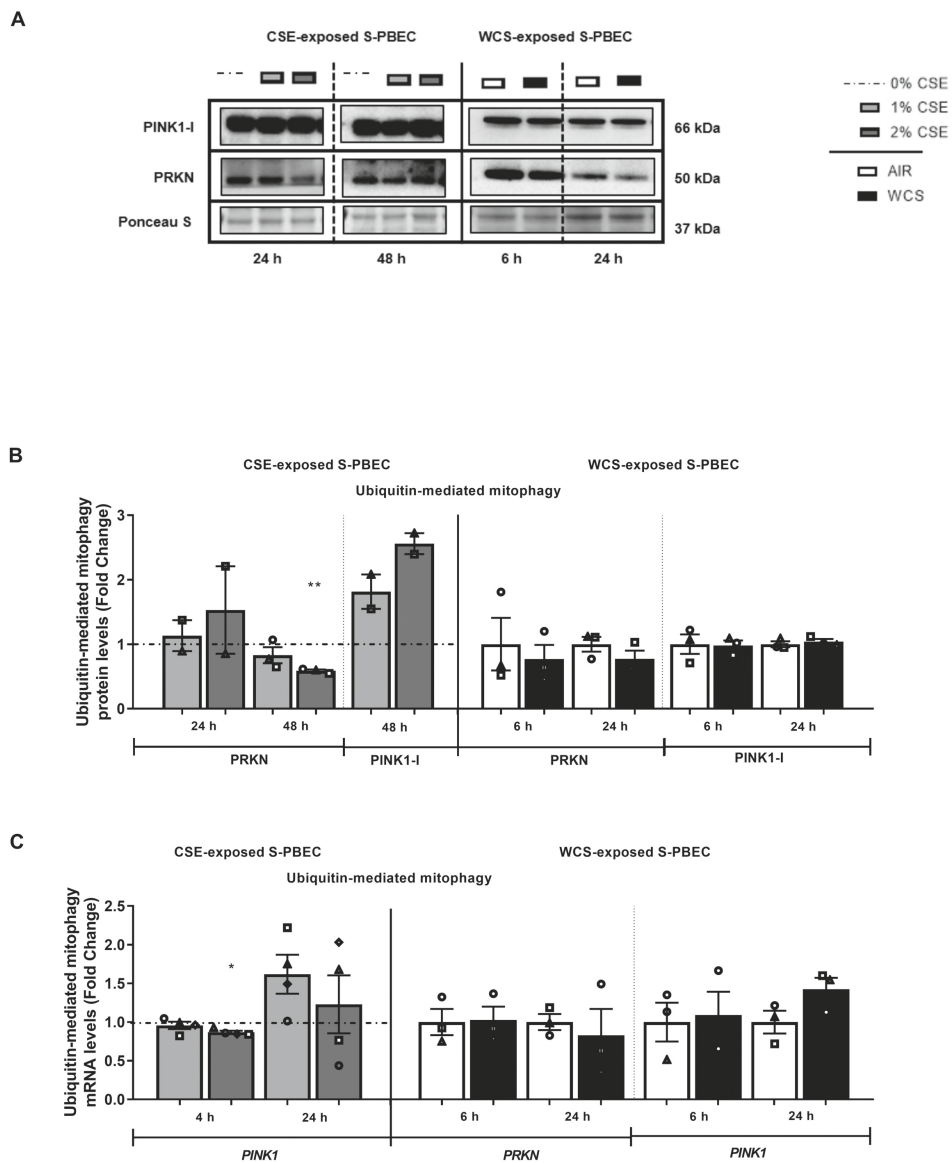 A
CSE-exposed S-PBEC
WCS-exposed S-PBEC
0% CSE
1% CSE
2% CSE
AIR
WCS
PINK1-I
66 kDa
PRKN
50 kDa
Ponceau S
37 kDa
24 h
48 h
6 h
24 h
B
CSE-exposed S-PBEC
WCS-exposed S-PBEC
Ubiquitin-mediated mitophagy
Ubiquitin-mediated mitophagy
protein levels (Fold Change)
3
2
1
0
**
24 h
48 h
48 h
6 h
24 h
6 h
24 h
PRKN
PINK1-I
PRKN
PINK1-I
C
CSE-exposed S-PBEC
WCS-exposed S-PBEC
Ubiquitin-mediated mitophagy
Ubiquitin-mediated mitophagy
mRNA levels (Fold Change)
2.5
2.0
1.5
1.0
0.5
0.0
*
4 h
24 h
6 h
24 h
6 h
24 h
PINK1
PRKN
PINK1